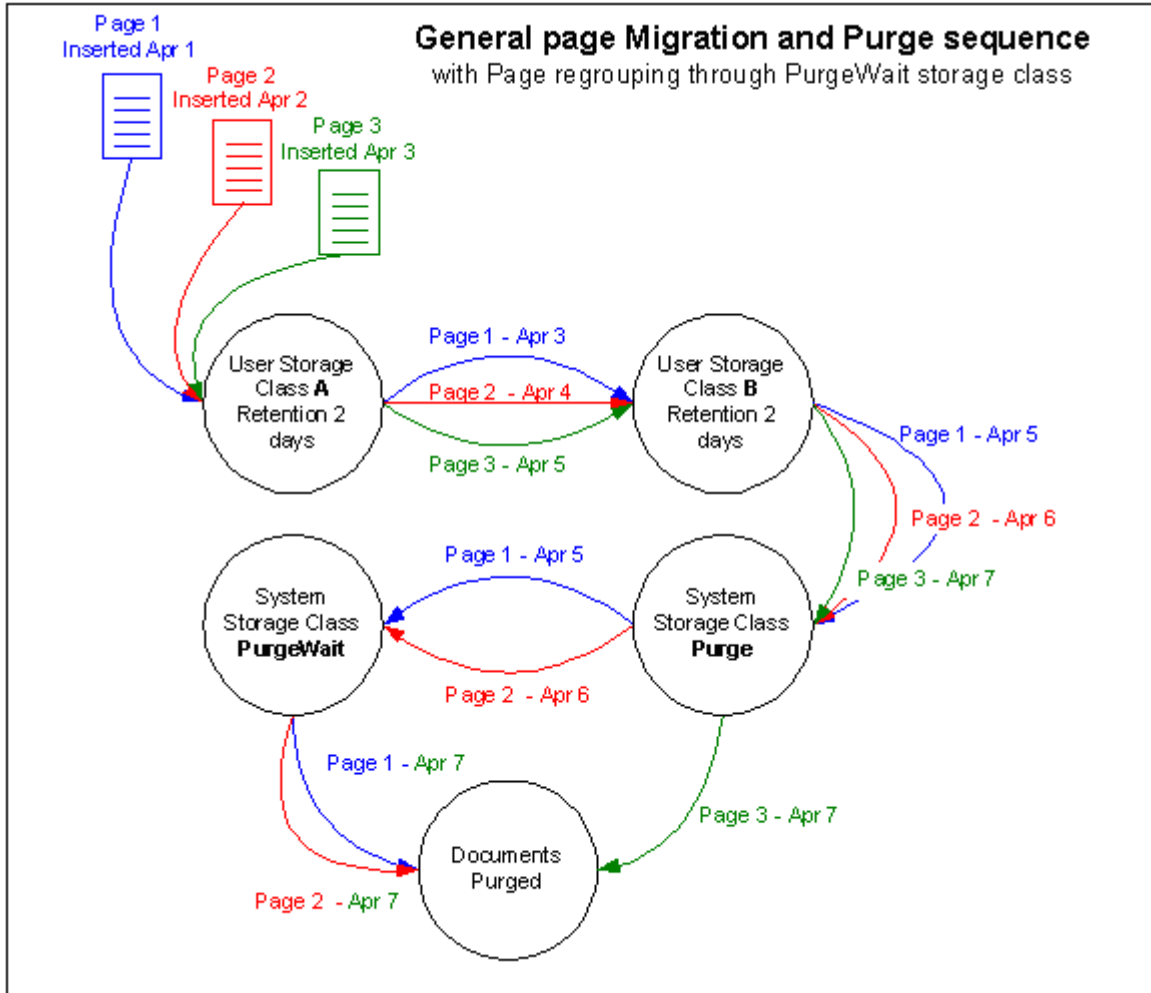 General page Migration and Purge sequence
with Page regrouping through PurgeWait storage class
Page 1
Inserted Apr 1
Page 2
Inserted Apr 2
Page 3
Inserted Apr 3
User Storage
Class A
Retention 2
days
Page 1 - Apr 3
Page 2 - Apr 4
Page 3 - Apr 5
User Storage
Class B
Retention 2
days
Page 1 - Apr 5
Page 2 - Apr 6
Page 3 - Apr 7
System
Storage Class
Purge
Page 1 - Apr 5
Page 2 - Apr 6
System
Storage Class
PurgeWait
Page 1 - Apr 7
Page 2 - Apr 7
Page 3 - Apr 7
Documents
Purged